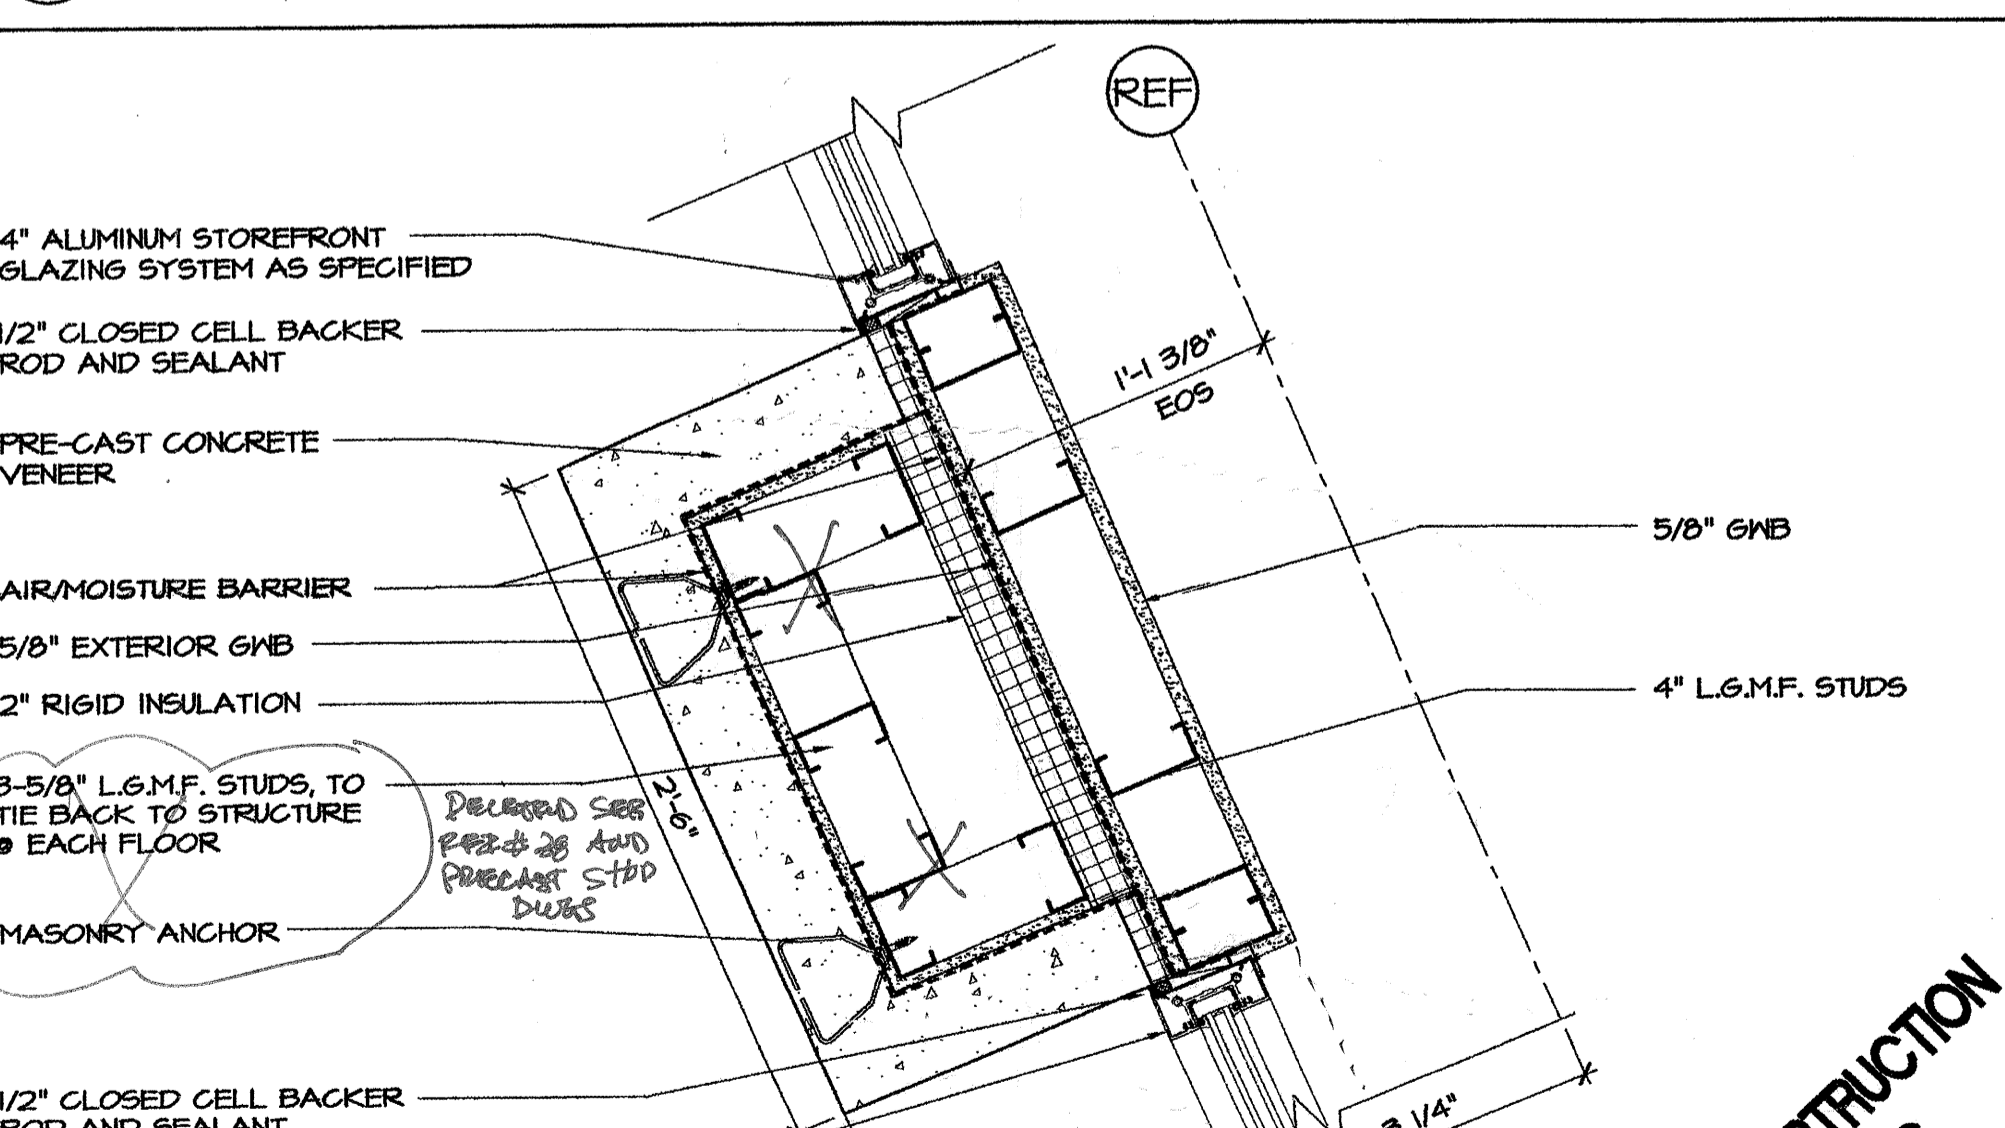 REF
4" ALUMINUM STOREFRONT
GLAZING SYSTEM AS SPECIFIED
1/2" CLOSED CELL BACKER
ROD AND SEALANT
PRE-CAST CONCRETE
VENEER
AIR/MOISTURE BARRIER
5/8" EXTERIOR GWB
2" RIGID INSULATION
3-5/8" L.G.M.F. STUDS, TO
TIE BACK TO STRUCTURE
@ EACH FLOOR
DELETED SEE
RFI # 28 AND
PRECAST SHOP
DWGS
MASONRY ANCHOR
1/2" CLOSED CELL BACKER
ROD AND SEALANT
2'-6"
1'-1 3/8"
EOS
5/8" GWB
4" L.G.M.F. STUDS
3 1/4"